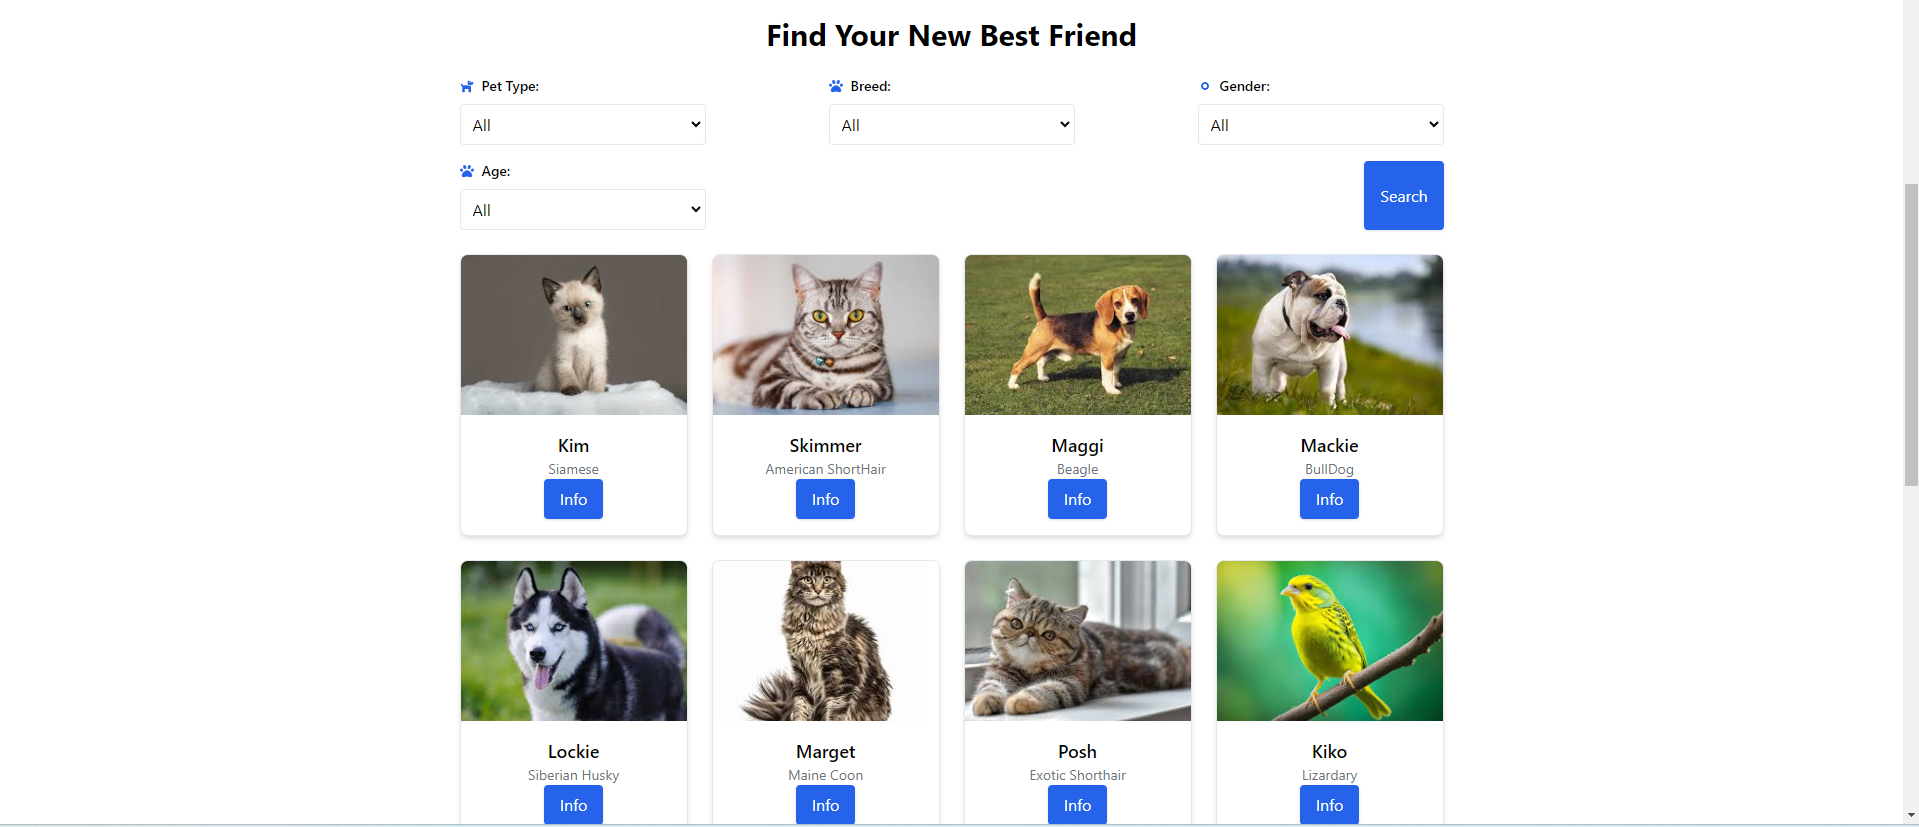 Find Your New Best Friend
Pet Type: Breed: Gender:
All All All
Age:
All
Search
Kim Skimmer Maggi Mackie
Siamese American ShortHair Beagle BullDog
Info Info Info Info
Lockie Marget Posh Kiko
Siberian Husky Maine Coon Exotic Shorthair Lizardary
Info Info Info Info